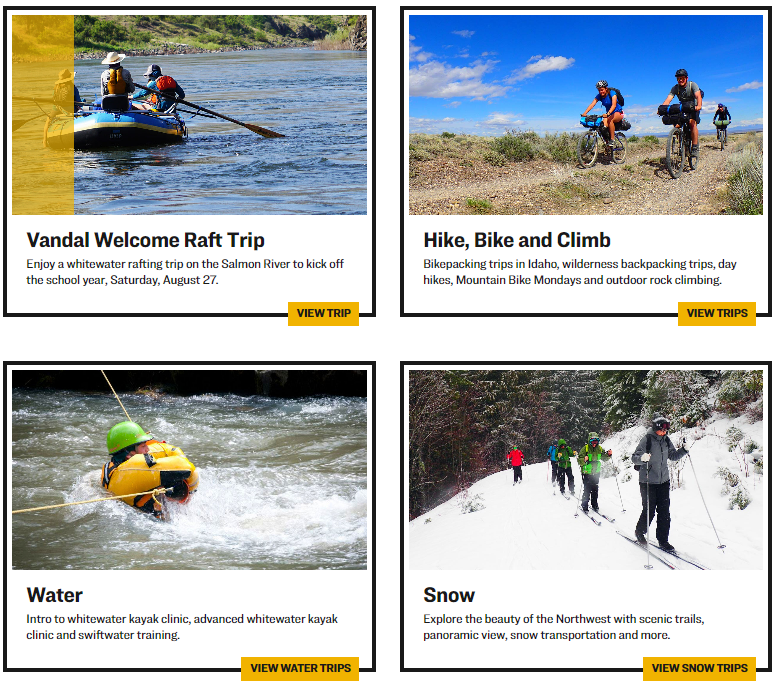 Vandal Welcome Raft Trip
Enjoy a whitewater rafting trip on the Salmon River to kick off
the school year, Saturday, August 27.
VIEW TRIP
Hike, Bike and Climb
Bikepacking trips in Idaho, wilderness backpacking trips, day
hikes, Mountain Bike Mondays and outdoor rock climbing.
VIEW TRIPS
Water
Intro to whitewater kayak clinic, advanced whitewater kayak
clinic and swiftwater training.
VIEW WATER TRIPS
Snow
Explore the beauty of the Northwest with scenic trails,
panoramic view, snow transportation and more.
VIEW SNOW TRIPS